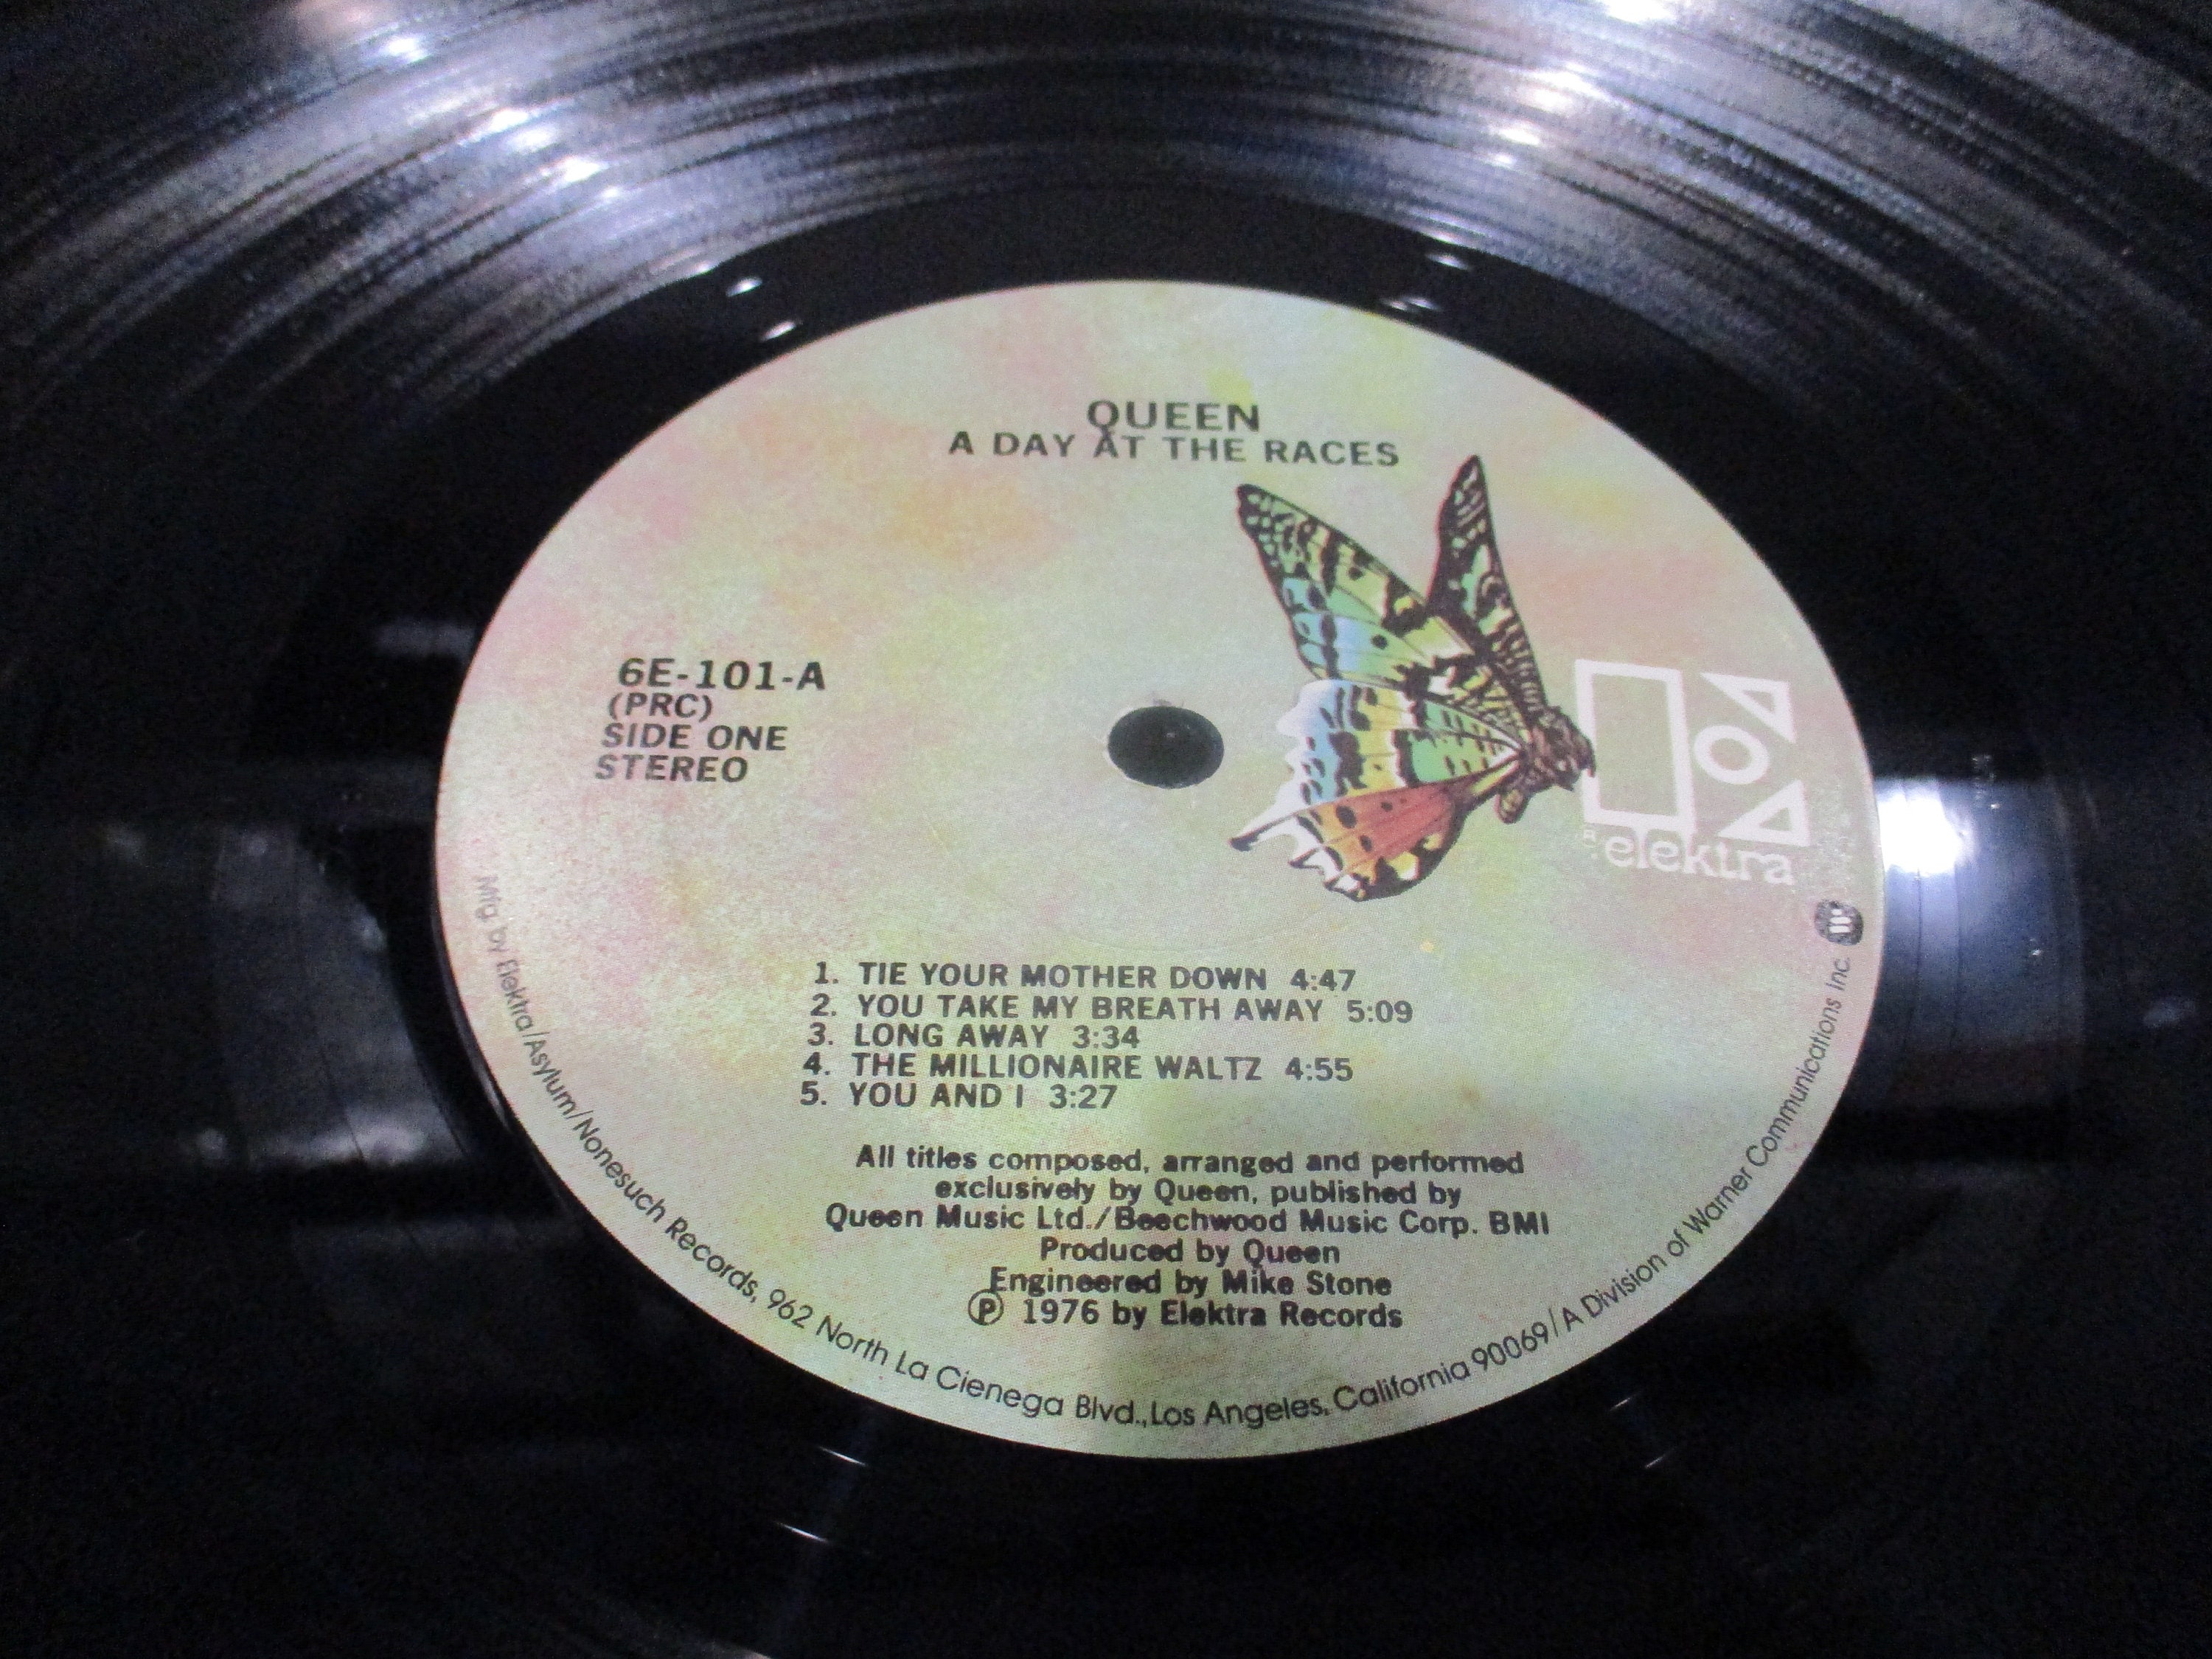 QUEEN
A DAY AT THE RACES
6E-101-A
(PRC)
SIDE ONE
STEREO
elektra
1. TIE YOUR MOTHER DOWN 4:47
2. YOU TAKE MY BREATH AWAY 5:09
3. LONG AWAY 3:34
4. THE MILLIONAIRE WALTZ 4:55
5. YOU AND I 3:27
All titles composed, arranged and performed
exclusively by Queen, published by
Queen Music Ltd./Beechwood Music Corp. BMI
Produced by Queen
Engineered by Mike Stone
℗ 1976 by Elektra Records
Mfg. by Elektra/Asylum/Nonesuch Records, 962 North La Cienega Blvd., Los Angeles, California 90069/A Division of Warner Communications Inc.